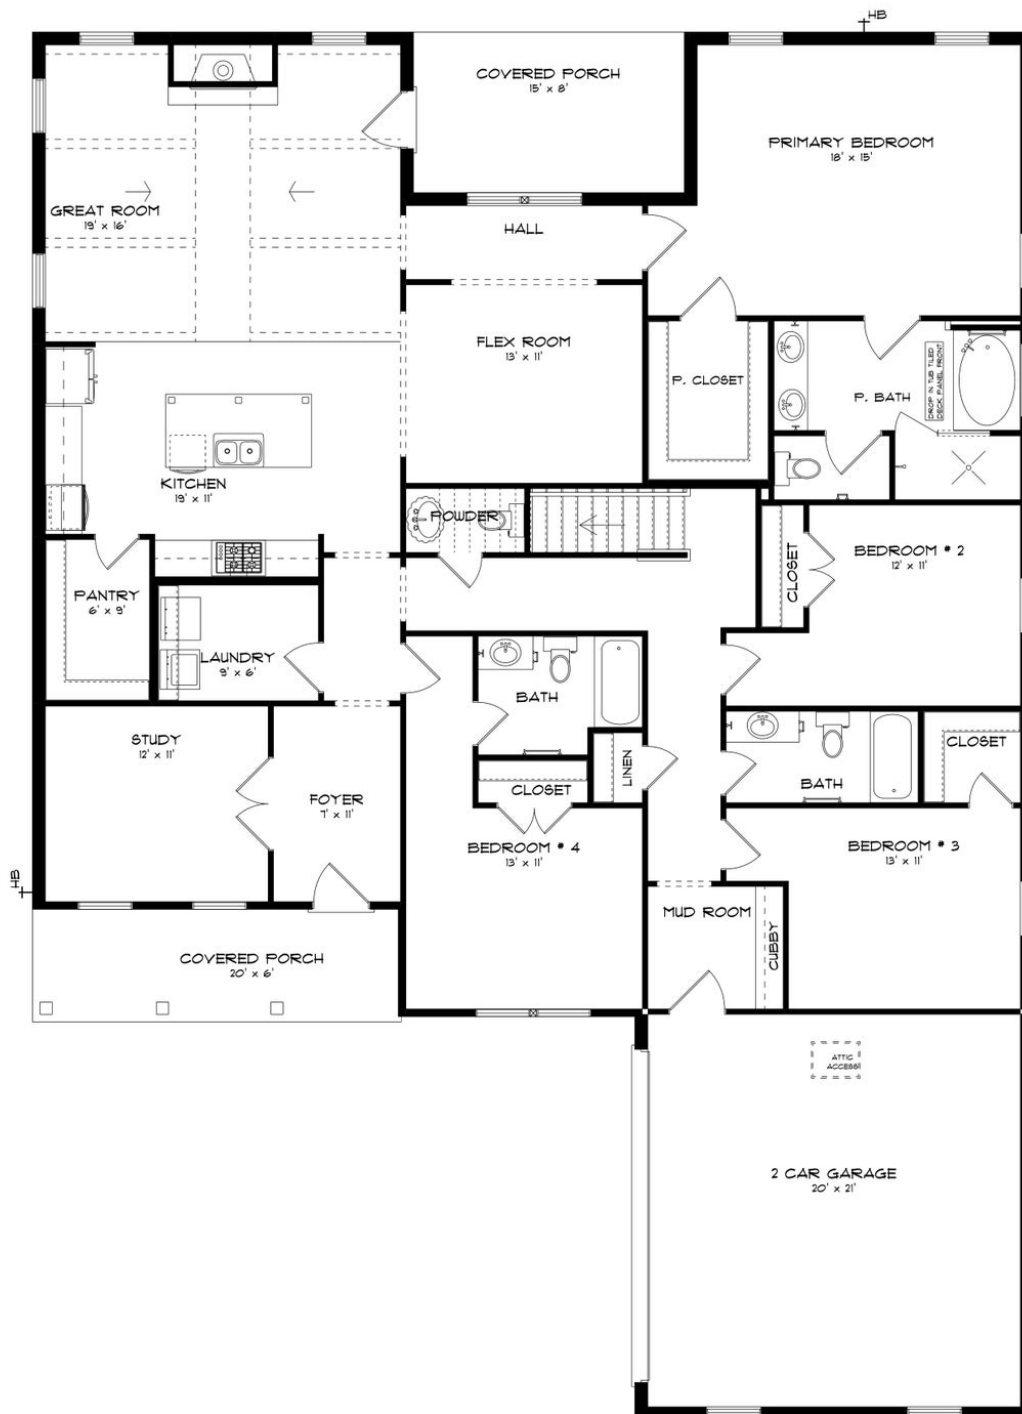 HB
COVERED PORCH
15' x 8'
PRIMARY BEDROOM
18' x 15'
GREAT ROOM
19' x 16'
HALL
FLEX ROOM
13' x 11'
P. CLOSET
DROP IN TUB TILED
DECK, PANEL FRONT
P. BATH
KITCHEN
19' x 11'
POWDER
CLOSET
BEDROOM # 2
12' x 11'
PANTRY
6' x 9'
LAUNDRY
9' x 6'
BATH
STUDY
12' x 11'
FOYER
7' x 11'
LINEN
CLOSET
BATH
CLOSET
BEDROOM # 4
13' x 11'
BEDROOM # 3
13' x 11'
HB
MUD ROOM
CUBBY
COVERED PORCH
20' x 6'
ATTIC
ACCESS
2 CAR GARAGE
20' x 21'